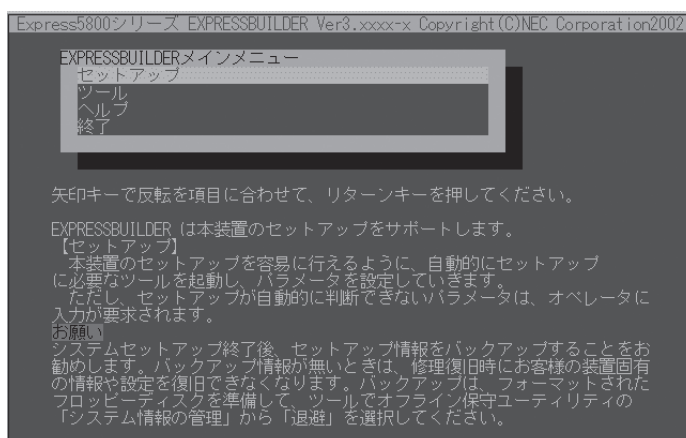 Express5800シリーズ EXPRESSBUILDER Ver3.xxxx-x Copyright(C)NEC Corporation2002
EXPRESSBUILDERメインメニュー
セットアップ
ツール
ヘルプ
終了
矢印キーで反転を項目に合わせて、リターンキーを押してください。
EXPRESSBUILDER は本装置のセットアップをサポートします。
【セットアップ】
本装置のセットアップを容易に行えるように、自動的にセットアップ
に必要なツールを起動し、パラメータを設定していきます。
ただし、セットアップが自動的に判断できないパラメータは、オペレータに
入力が要求されます。
お願い
システムセットアップ終了後、セットアップ情報をバックアップすることをお
勧めします。バックアップ情報が無いときは、修理復旧時にお客様の装置固有
の情報や設定を復旧できなくなります。バックアップは、フォーマットされた
フロッピーディスクを準備して、ツールでオフライン保守ユーティリティの
「システム情報の管理」から「退避」を選択してください。